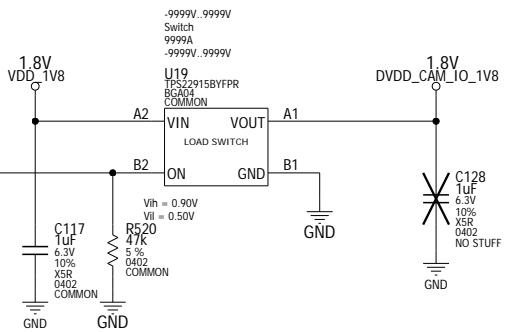 -9999V..9999V
Switch
9999A
-9999V..9999V
1.8V
VDD_1V8
U19
TPS22915BYFPR
BGA04
COMMON
1.8V
DVDD_CAM_IO_1V8
A2
VIN
VOUT
A1
LOAD SWITCH
B2
ON
GND
B1
Vih = 0.90V
Vil = 0.50V
C117
1uF
6.3V
10%
X5R
0402
COMMON
R520
47k
5 %
0402
COMMON
GND
C128
1uF
6.3V
10%
X5R
0402
NO STUFF
GND
GND
GND